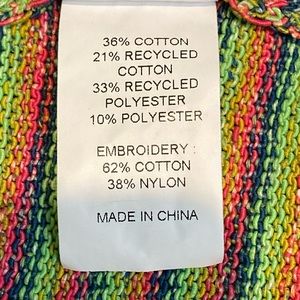 36% COTTON
21% RECYCLED
COTTON
33% RECYCLED
POLYESTER
10% POLYESTER
EMBROIDERY :
62% COTTON
38% NYLON
MADE IN CHINA